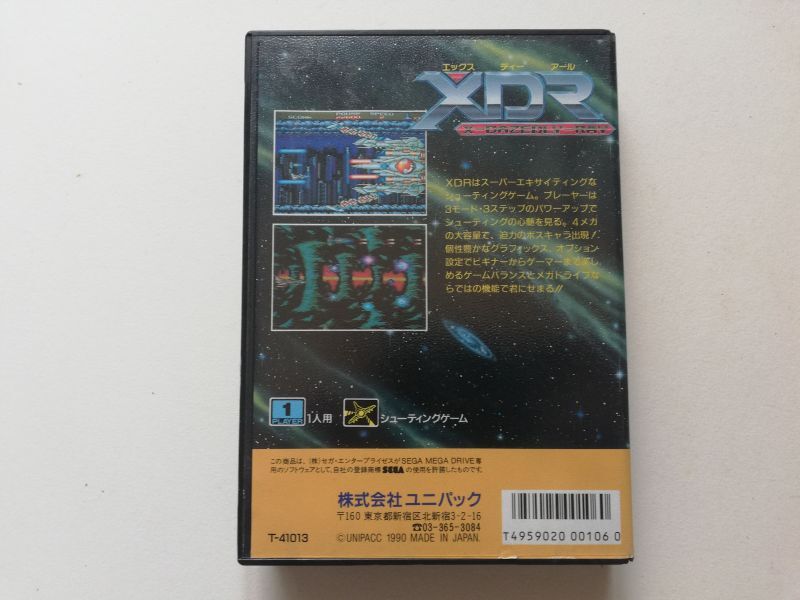 エックス ディー アール
XDR
X-DAZEDLY-RAY
SCORE PAUSE SPEED
XDRはスーパーエキサイティングな
シューティングゲーム。プレーヤーは
3モード・3ステップのパワーアップで
シューティングの心髄を見る。4メガ
の大容量で、迫力のボスキャラ出現!
個性豊かなグラフィックス、オプション
設定でビギナーからゲーマーまで楽し
めるゲームバランスとメガドライブな
らではの機能で君にせまる!!
1
PLAYER
1人用
シューティングゲーム
この商品は、(株)セガ・エンタープライゼスがSEGA MEGA DRIVE専
用のソフトウェアとして、自社の登録商標SEGAの使用を許諾したものです。
株式会社 ユニパック
〒160 東京都新宿区北新宿3-2-16
☎03-365-3084
T-41013
©UNIPACC 1990 MADE IN JAPAN.
T4959020 00106 0